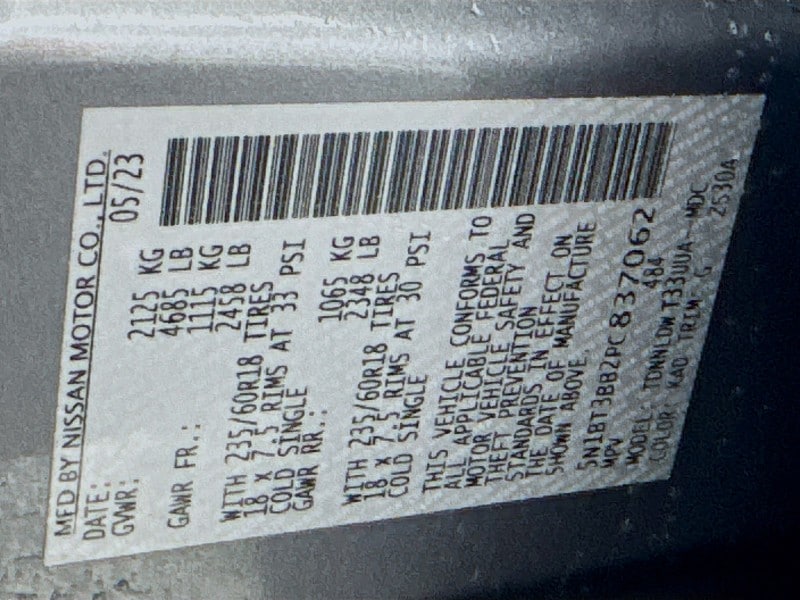 MFD BY NISSAN MOTOR CO., LTD.
DATE: 05/23
GVWR: 2125 KG
4685 LB
GAWR FR.: 1115 KG
2458 LB
WITH 235/60R18 TIRES
18 X 7.5 RIMS AT 33 PSI
COLD SINGLE
GAWR RR.: 1065 KG
2348 LB
WITH 235/60R18 TIRES
18 X 7.5 RIMS AT 30 PSI
COLD SINGLE
THIS VEHICLE CONFORMS TO
ALL APPLICABLE FEDERAL
MOTOR VEHICLE SAFETY AND
THEFT PREVENTION
STANDARDS IN EFFECT ON
THE DATE OF MANUFACTURE
SHOWN ABOVE.
5N1BT3BB2PC837062
MPV 484
MODEL: TONNLDW T33UUA-MDC
COLOR: KAD TRIM: G 2530A